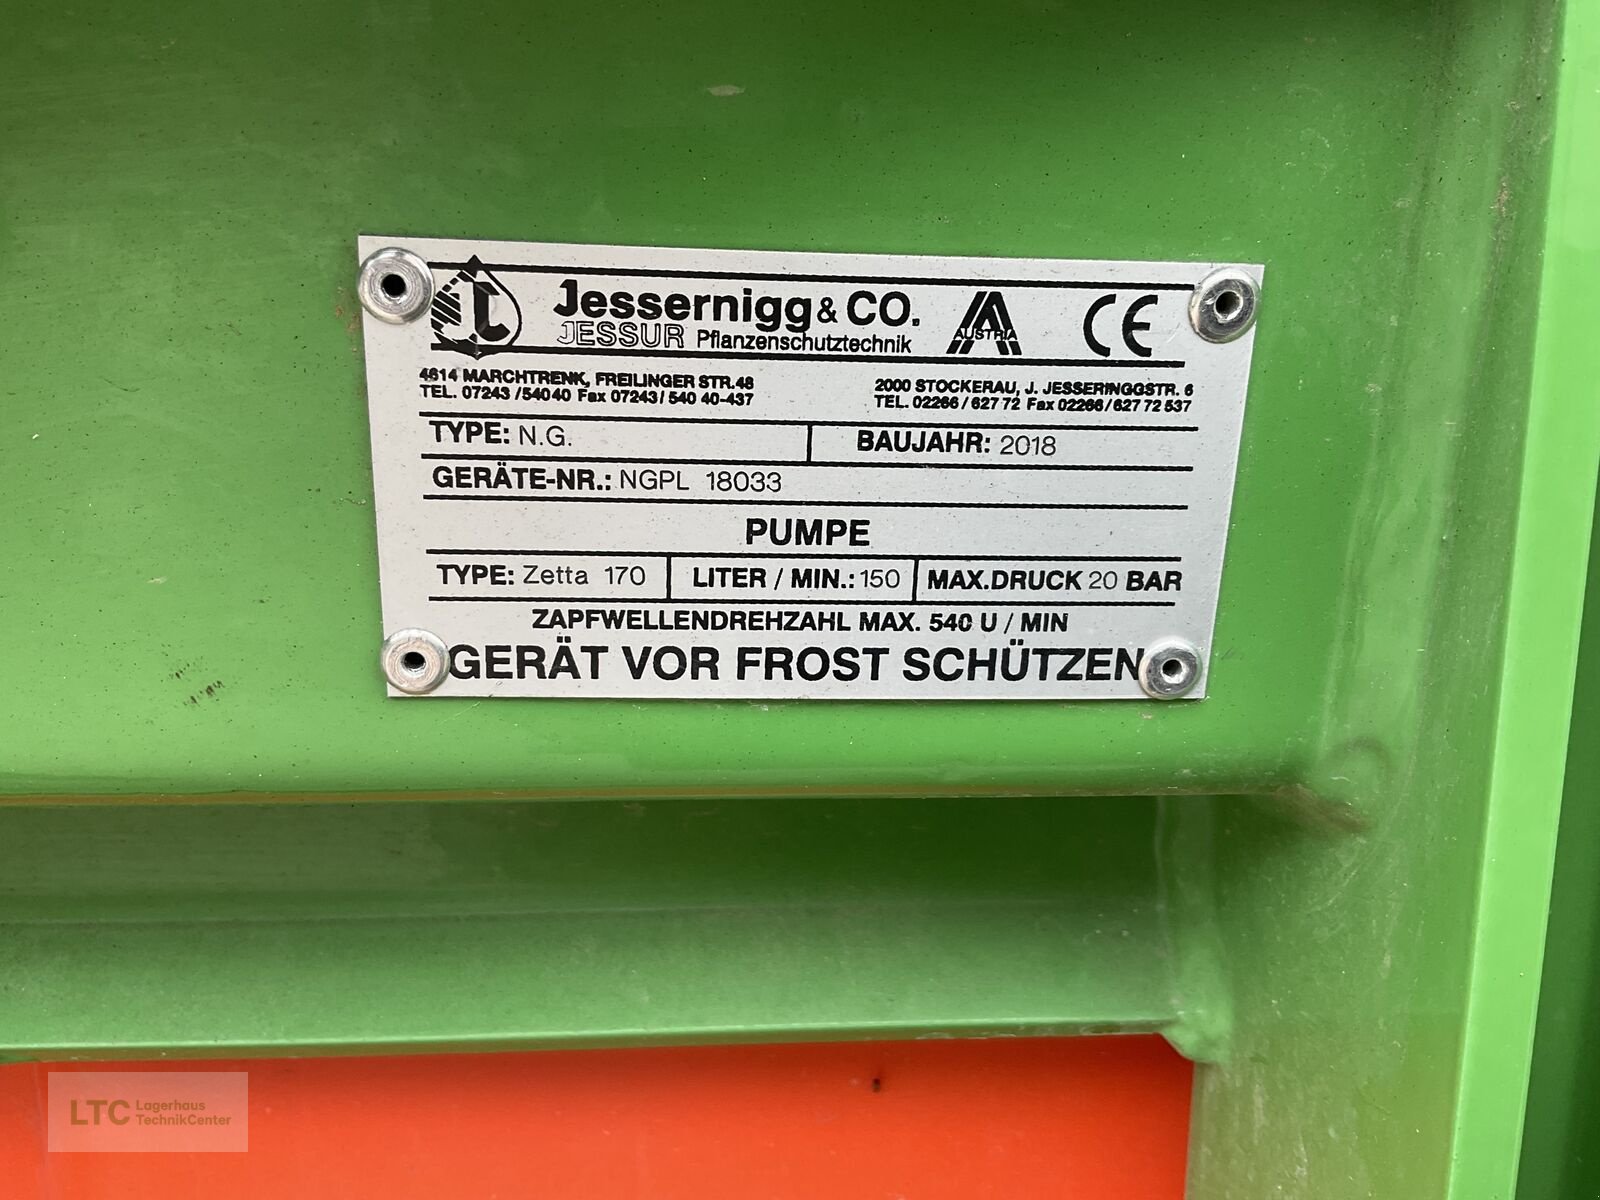 Jessernigg & CO.
JESSUR Pflanzenschutztechnik
AUSTRIA
CE
4614 MARCHTRENK, FREILINGER STR.48
TEL. 07243 /54040 Fax 07243/ 540 40-437
2000 STOCKERAU, J. JESSERINGGSTR. 6
TEL. 02266 / 627 72 Fax 02266 / 627 72 537
TYPE: N.G.
BAUJAHR: 2018
GERÄTE-NR.: NGPL 18033
PUMPE
TYPE: Zetta 170
LITER / MIN.: 150
MAX.DRUCK 20 BAR
ZAPFWELLENDREHZAHL MAX. 540 U / MIN
GERÄT VOR FROST SCHÜTZEN
LTC Lagerhaus
TechnikCenter